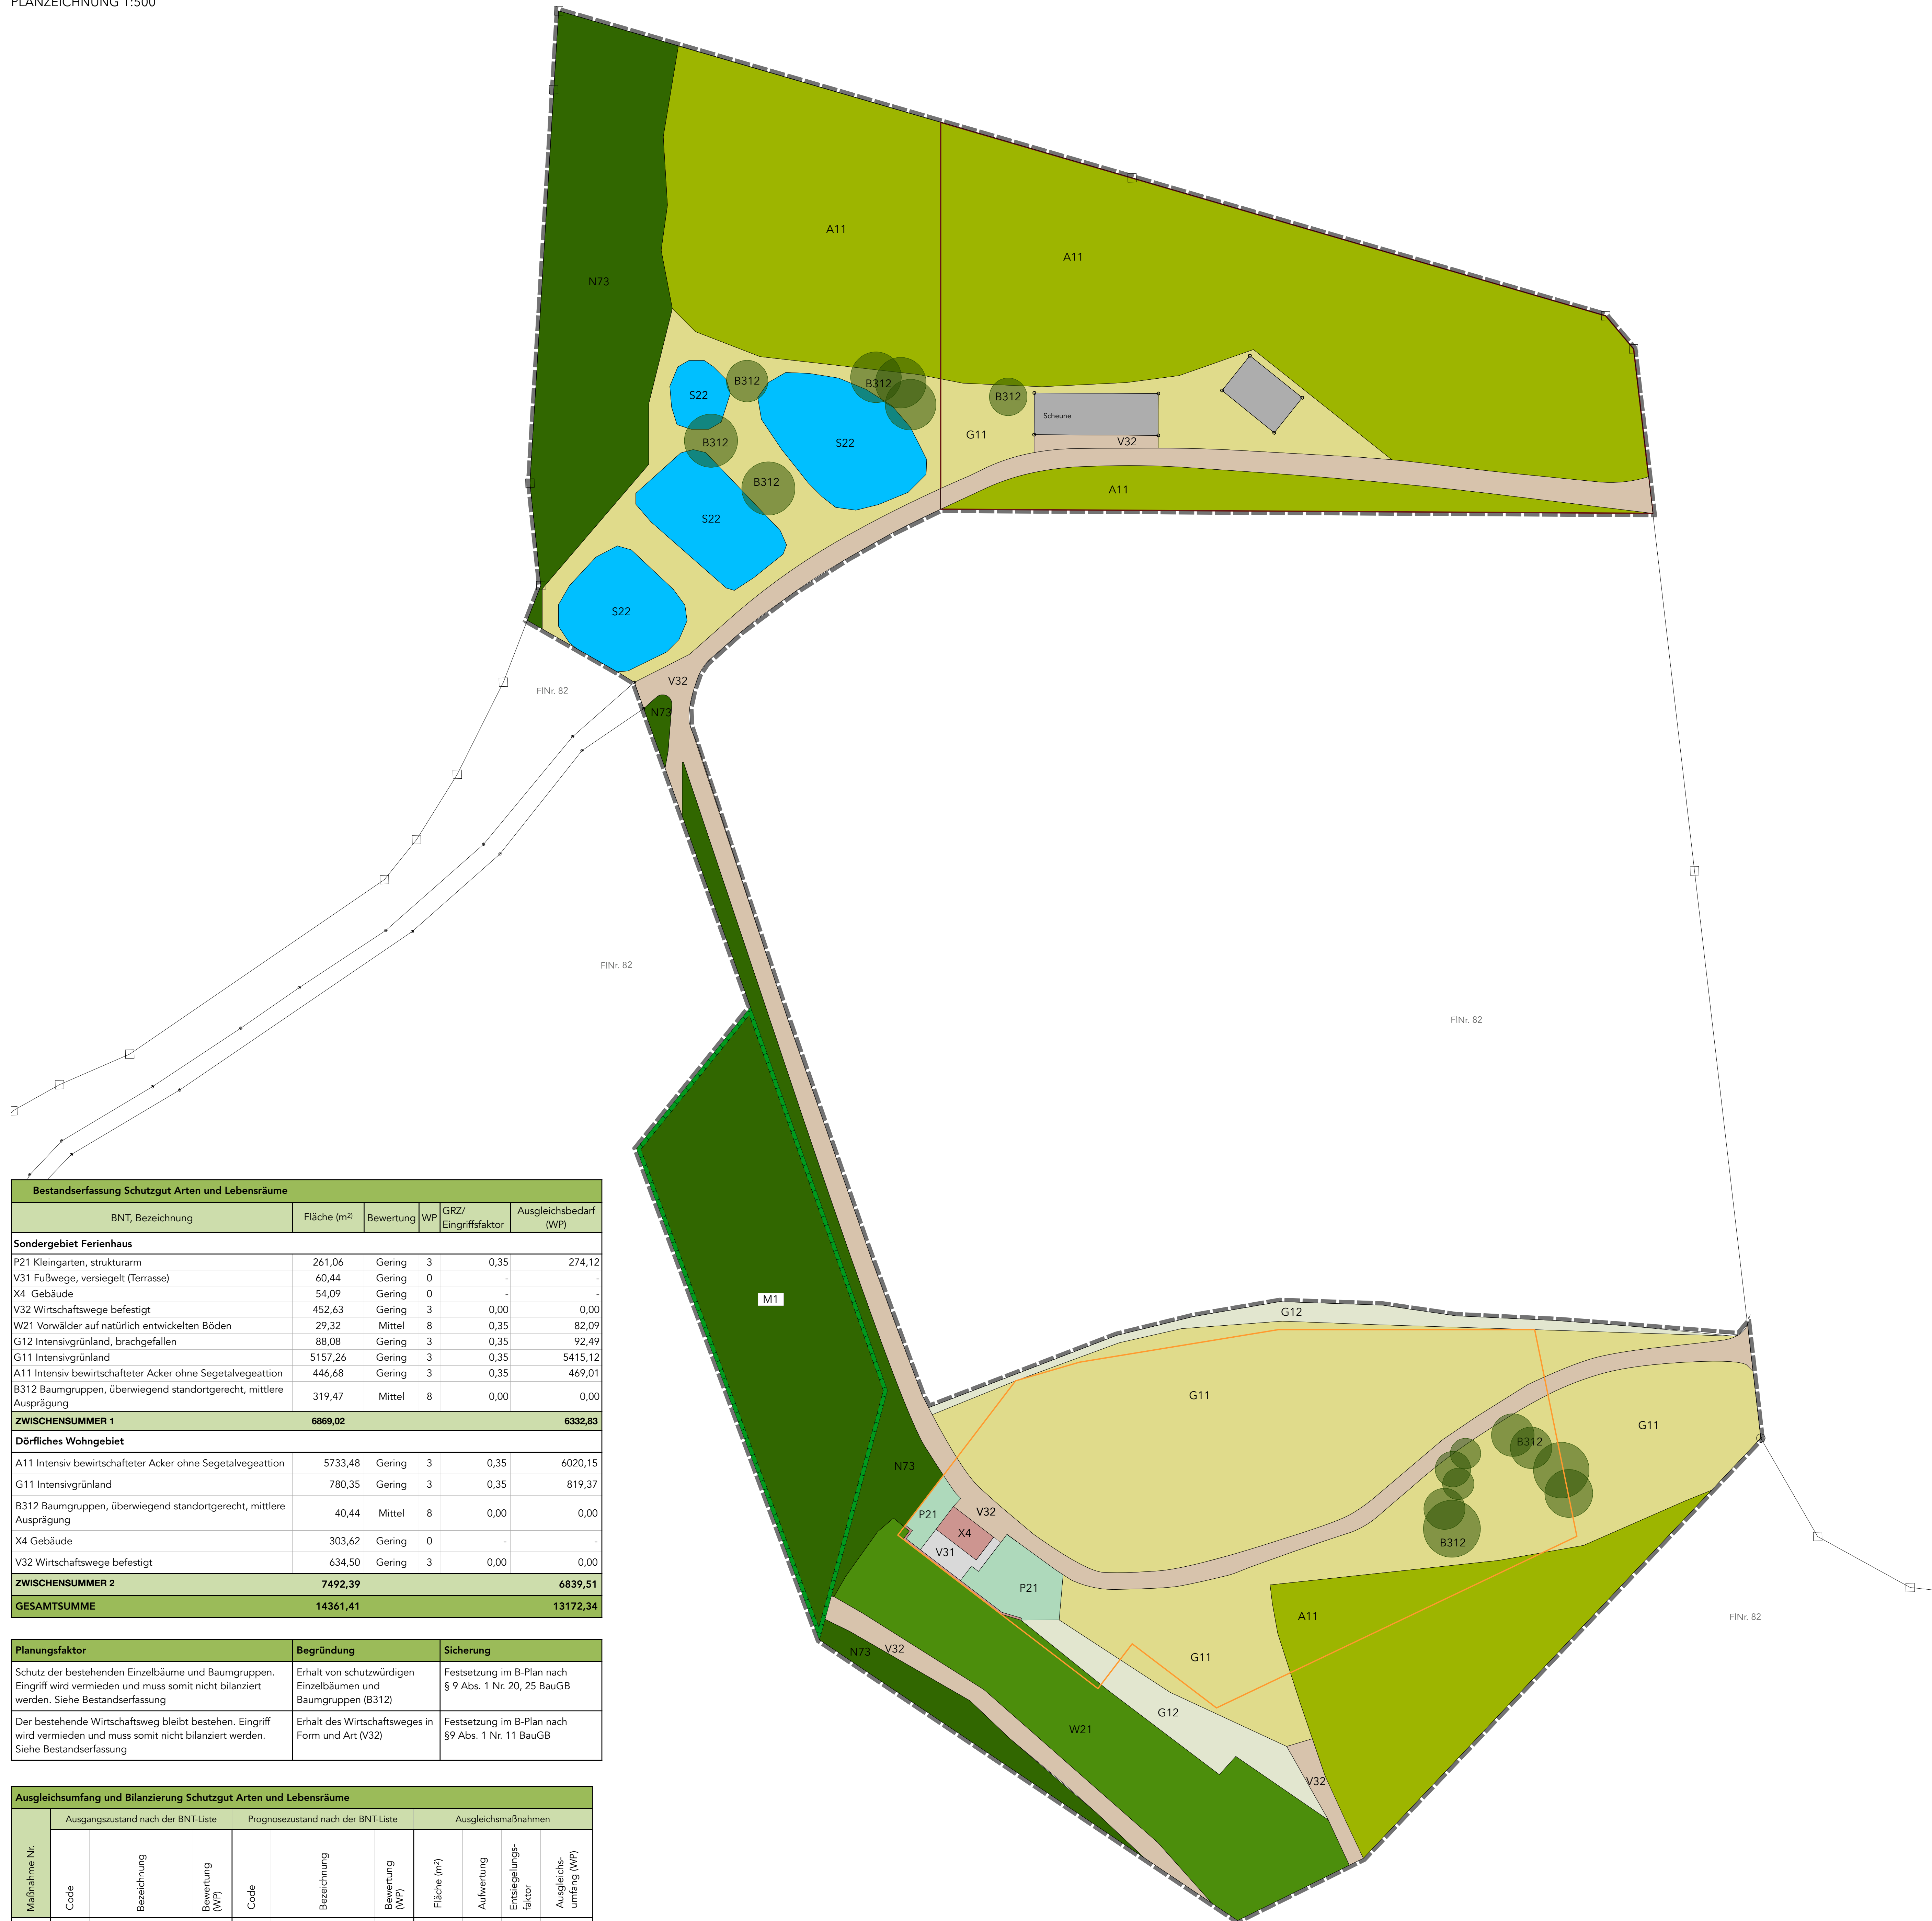 PLANZEICHNUNG 1:500
A11
A11
N73
B312
S22
B312
B312
Scheune
B312
S22
G11
V32
B312
A11
S22
S22
V32
FlNr. 82
N73
FlNr. 82
FlNr. 82
M1
G12
G11
G11
B312
N73
P21
V32
X4
V31
B312
P21
A11
FlNr. 82
N73
V32
G11
G12
W21
V32
Bestandserfassung Schutzgut Arten und Lebensräume
BNT, Bezeichnung Fläche (m²) Bewertung WP GRZ/ Eingriffsfaktor Ausgleichsbedarf (WP)
Sondergebiet Ferienhaus
P21 Kleingarten, strukturarm 261,06 Gering 3 0,35 274,12
V31 Fußwege, versiegelt (Terrasse) 60,44 Gering 0 - -
X4 Gebäude 54,09 Gering 0 - -
V32 Wirtschaftswege befestigt 452,63 Gering 3 0,00 0,00
W21 Vorwälder auf natürlich entwickelten Böden 29,32 Mittel 8 0,35 82,09
G12 Intensivgrünland, brachgefallen 88,08 Gering 3 0,35 92,49
G11 Intensivgrünland 5157,26 Gering 3 0,35 5415,12
A11 Intensiv bewirtschafteter Acker ohne Segetalvegeattion 446,68 Gering 3 0,35 469,01
B312 Baumgruppen, überwiegend standortgerecht, mittlere
Ausprägung 319,47 Mittel 8 0,00 0,00
ZWISCHENSUMMER 1 6869,02 6332,83
Dörfliches Wohngebiet
A11 Intensiv bewirtschafteter Acker ohne Segetalvegeattion 5733,48 Gering 3 0,35 6020,15
G11 Intensivgrünland 780,35 Gering 3 0,35 819,37
B312 Baumgruppen, überwiegend standortgerecht, mittlere
Ausprägung 40,44 Mittel 8 0,00 0,00
X4 Gebäude 303,62 Gering 0 - -
V32 Wirtschaftswege befestigt 634,50 Gering 3 0,00 0,00
ZWISCHENSUMMER 2 7492,39 6839,51
GESAMTSUMME 14361,41 13172,34
Planungsfaktor Begründung Sicherung
Schutz der bestehenden Einzelbäume und Baumgruppen.
Eingriff wird vermieden und muss somit nicht bilanziert
werden. Siehe Bestandserfassung
Erhalt von schutzwürdigen
Einzelbäumen und
Baumgruppen (B312)
Festsetzung im B-Plan nach
§ 9 Abs. 1 Nr. 20, 25 BauGB
Der bestehende Wirtschaftsweg bleibt bestehen. Eingriff
wird vermieden und muss somit nicht bilanziert werden.
Siehe Bestandserfassung
Erhalt des Wirtschaftsweges in
Form und Art (V32)
Festsetzung im B-Plan nach
§9 Abs. 1 Nr. 11 BauGB
Ausgleichsumfang und Bilanzierung Schutzgut Arten und Lebensräume
Maßnahme Nr.
Ausgangszustand nach der BNT-Liste
Prognosezustand nach der BNT-Liste
Ausgleichsmaßnahmen
Code
Bezeichnung
Bewertung
(WP)
Code
Bezeichnung
Bewertung
(WP)
Fläche (m²)
Aufwertung
Entsiegelungs-
faktor
Ausgleichs-
umfang (WP)